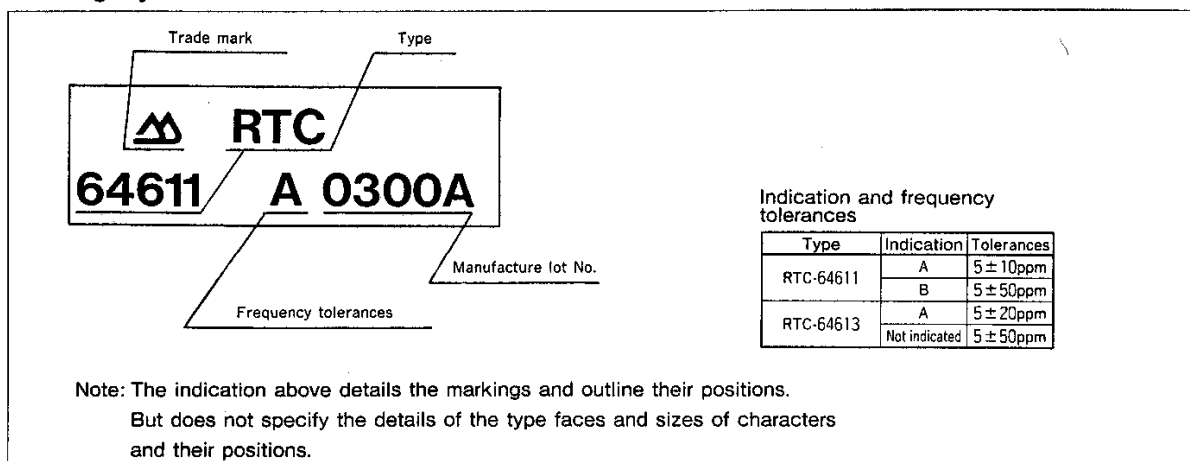 Trade mark Type
RTC
64611 A 0300A
Manufacture lot No.
Frequency tolerances
Indication and frequency
tolerances
Type Indication Tolerances
RTC-64611 A 5±10ppm
B 5±50ppm
RTC-64613 A 5±20ppm
Not indicated 5±50ppm
Note: The indication above details the markings and outline their positions.
But does not specify the details of the type faces and sizes of characters
and their positions.